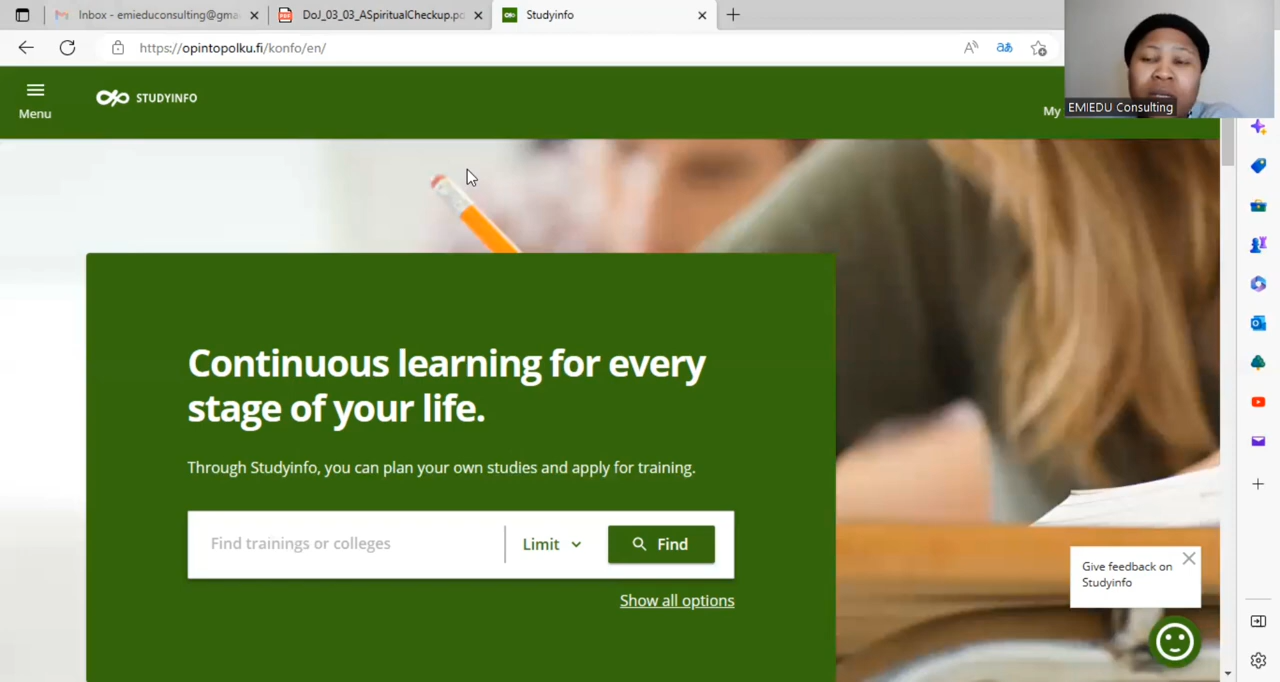 Inbox - emieduconsulting@gma
DoJ_03_03_ASpiritualCheckup.pd
Studyinfo
https://opintopolku.fi/konfo/en/
EMIEDU Consulting
Menu
STUDYINFO
My
Continuous learning for every
stage of your life.
Through Studyinfo, you can plan your own studies and apply for training.
Find trainings or colleges
Limit
Find
Show all options
Give feedback on
Studyinfo